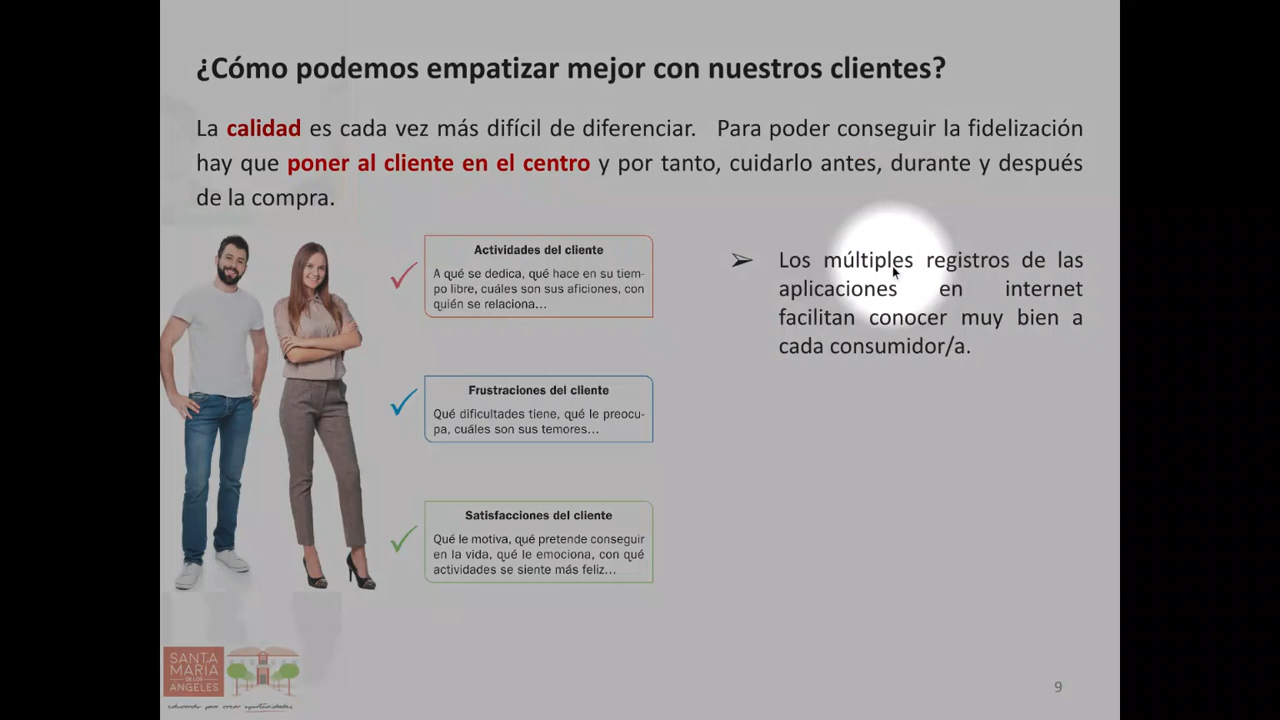 ¿Cómo podemos empatizar mejor con nuestros clientes?
La calidad es cada vez más difícil de diferenciar. Para poder conseguir la fidelización
hay que poner al cliente en el centro y por tanto, cuidarlo antes, durante y después
de la compra.
Actividades del cliente
A qué se dedica, qué hace en su tiem-
po libre, cuáles son sus aficiones, con
quién se relaciona...
Frustraciones del cliente
Qué dificultades tiene, qué le preocu-
pa, cuáles son sus temores...
Satisfacciones del cliente
Qué le motiva, qué pretende conseguir
en la vida, qué le emociona, con qué
actividades se siente más feliz...
➢ Los múltiples registros de las
aplicaciones en internet
facilitan conocer muy bien a
cada consumidor/a.
SANTA
MARIA
DE LOS
ÁNGELES
educando para crear oportunidades
9